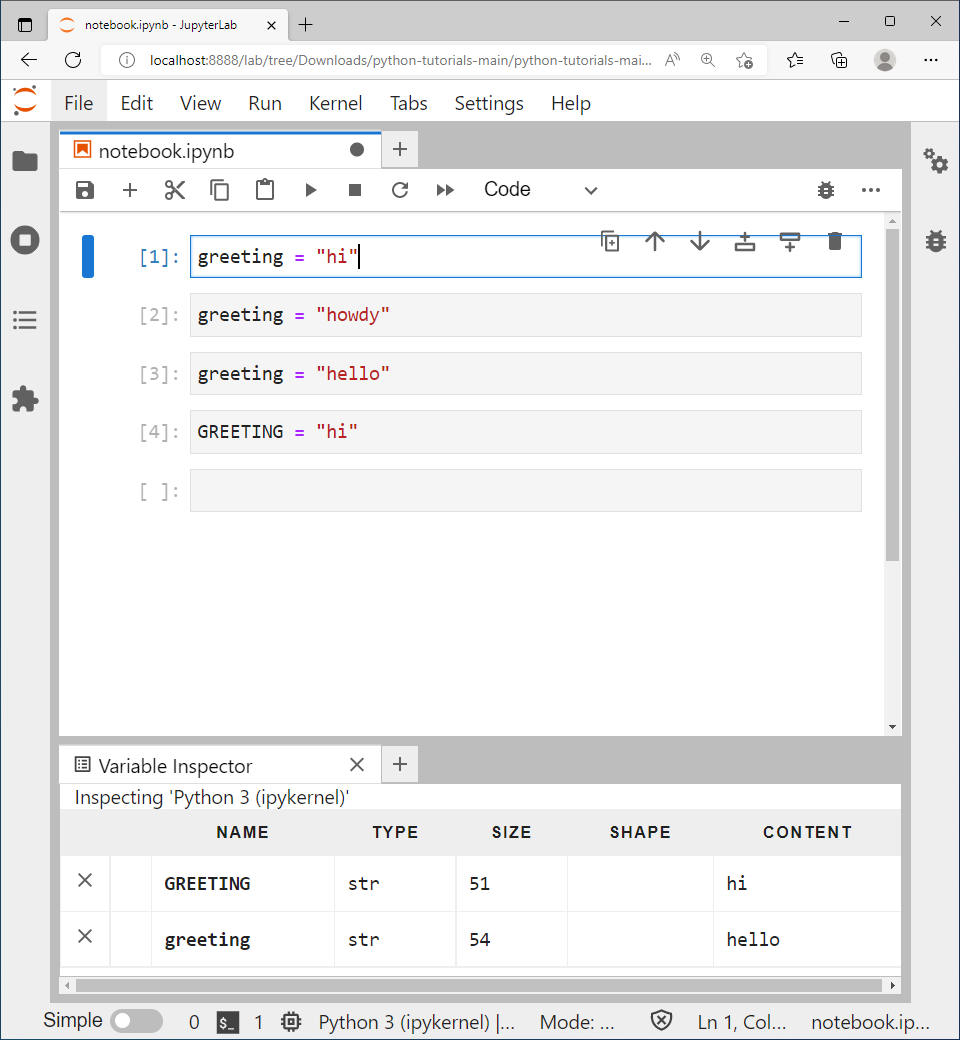 notebook.ipynb - JupyterLab
localhost:8888/lab/tree/Downloads/python-tutorials-main/python-tutorials-mai...
File Edit View Run Kernel Tabs Settings Help
notebook.ipynb
Code
[1]: greeting = "hi"
[2]: greeting = "howdy"
[3]: greeting = "hello"
[4]: GREETING = "hi"
[ ]:
Variable Inspector
Inspecting 'Python 3 (ipykernel)'
NAME TYPE SIZE SHAPE CONTENT
GREETING str 51 hi
greeting str 54 hello
Simple 0 $_ 1 Python 3 (ipykernel) |... Mode: ... Ln 1, Col... notebook.ip...